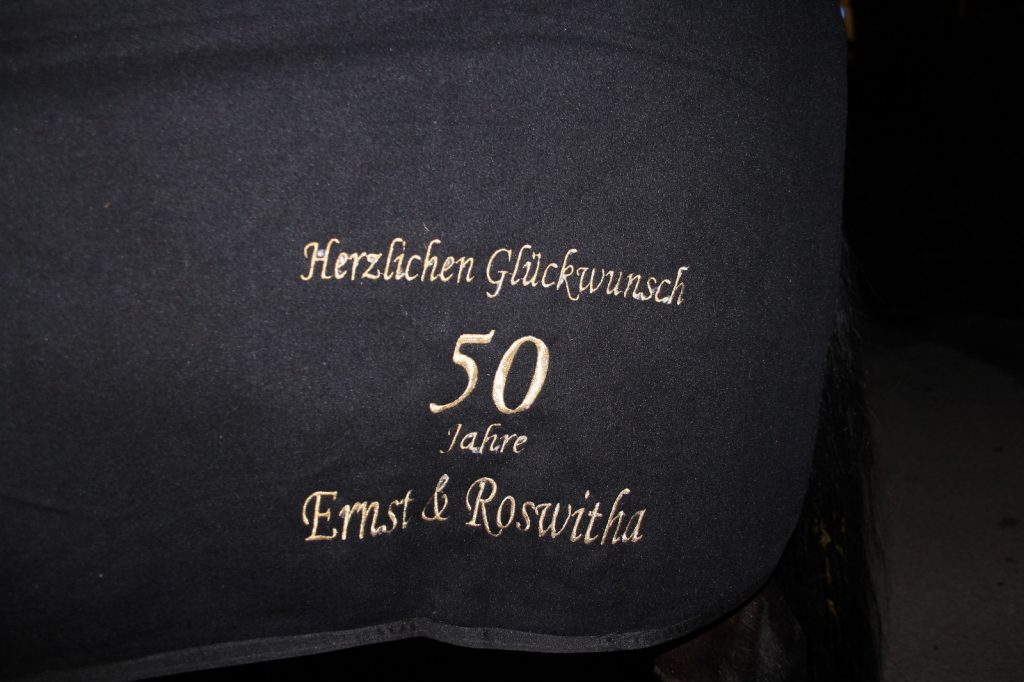 Herzlichen Glückwunsch
50
Jahre
Ernst & Roswitha